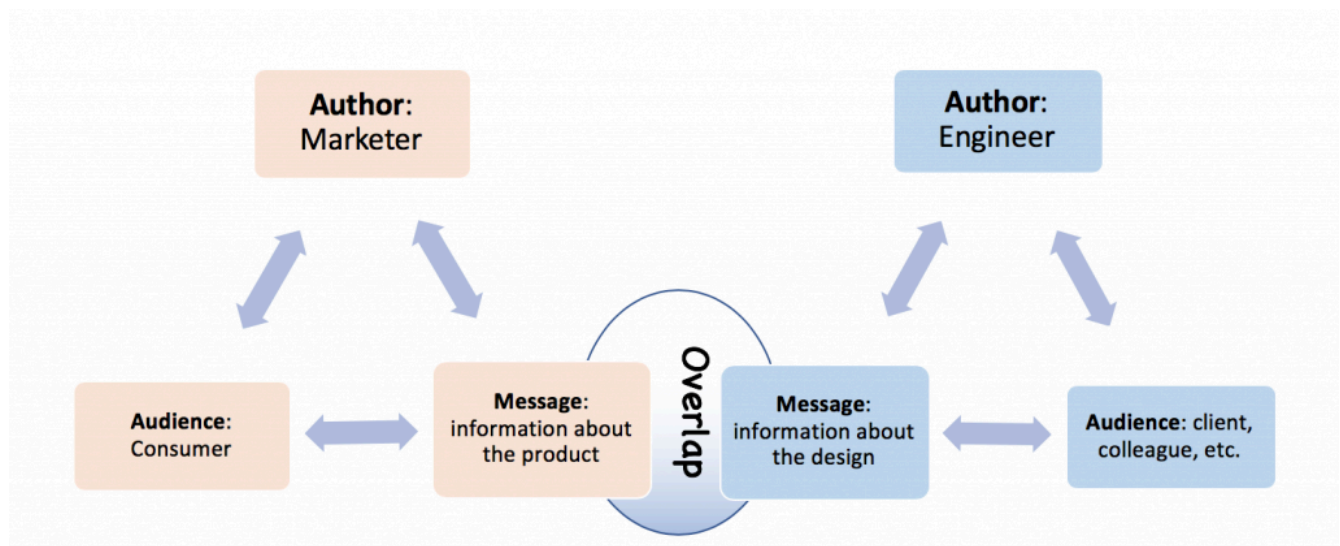 Author:
Marketer
Author:
Engineer
Audience:
Consumer
Message:
information about
the product
Overlap
Message:
information about
the design
Audience: client,
colleague, etc.